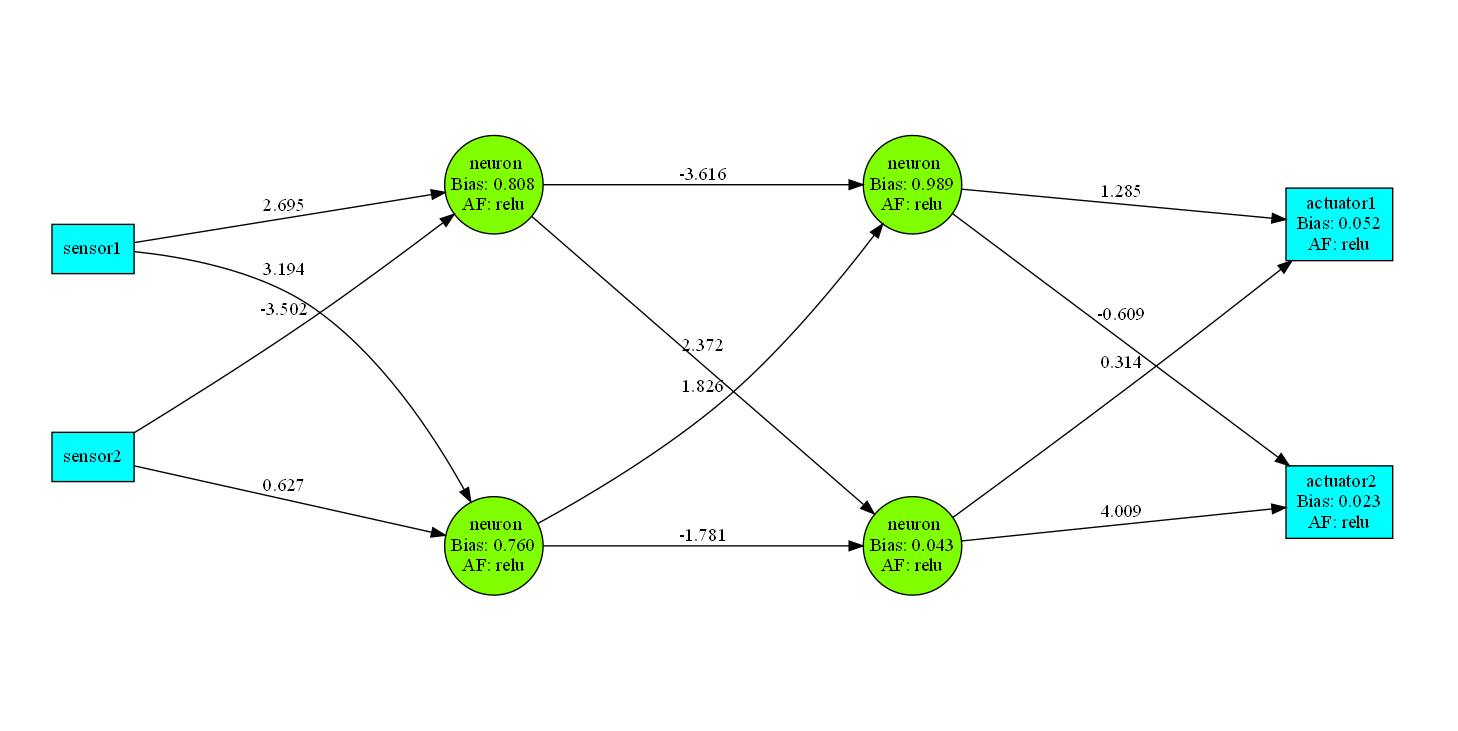 neuron
Bias: 0.808
AF: relu
-3.616
neuron
Bias: 0.989
AF: relu
1.285
actuator1
Bias: 0.052
AF: relu
2.695
sensor1
3.194
-3.502
2.372
1.826
-0.609
0.314
sensor2
0.627
neuron
Bias: 0.760
AF: relu
-1.781
neuron
Bias: 0.043
AF: relu
4.009
actuator2
Bias: 0.023
AF: relu